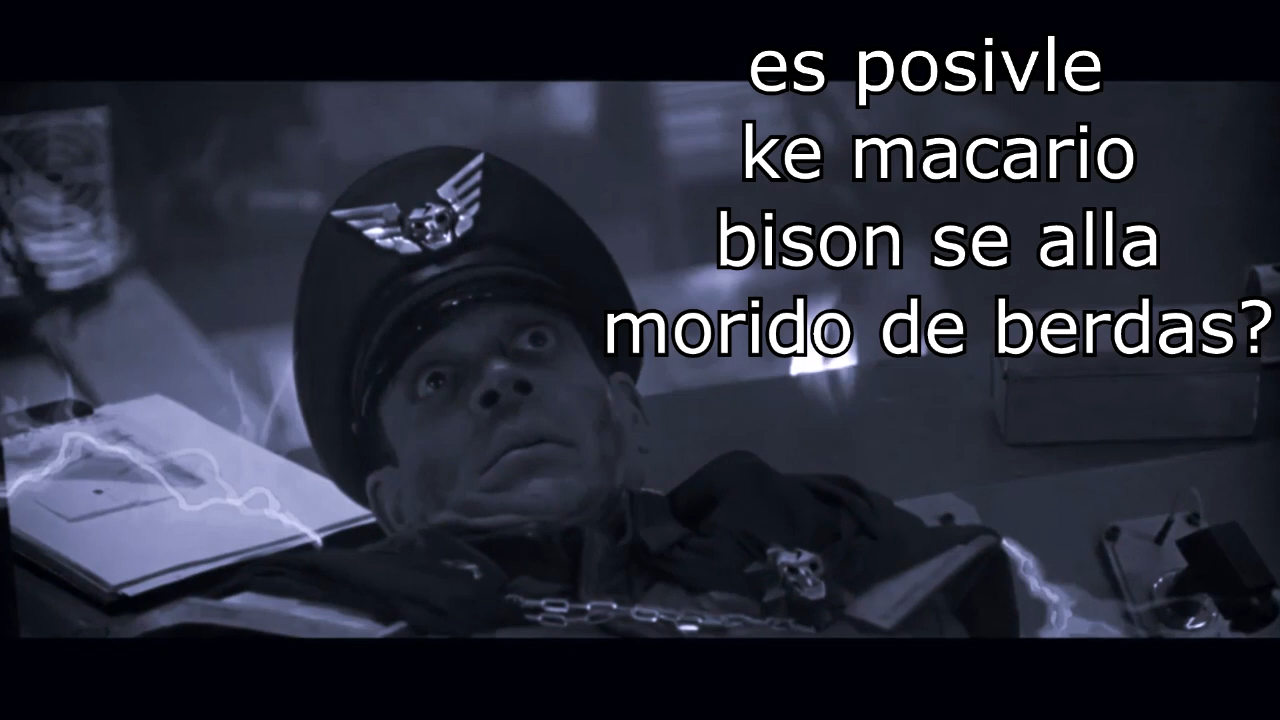 es posivle
ke macario
bison se alla
morido de berdas?